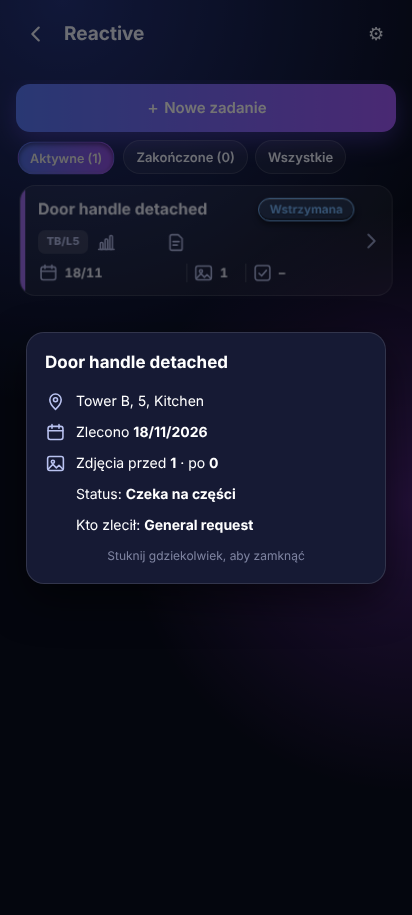 Reactive
+ Nowe zadanie
Aktywne (1) Zakończone (0) Wszystkie
Door handle detached Wstrzymana
TB/L5
18/11 1 –
Door handle detached
Tower B, 5, Kitchen
Zlecono 18/11/2026
Zdjęcia przed 1 · po 0
Status: Czeka na części
Kto zlecił: General request
Stuknij gdziekolwiek, aby zamknąć